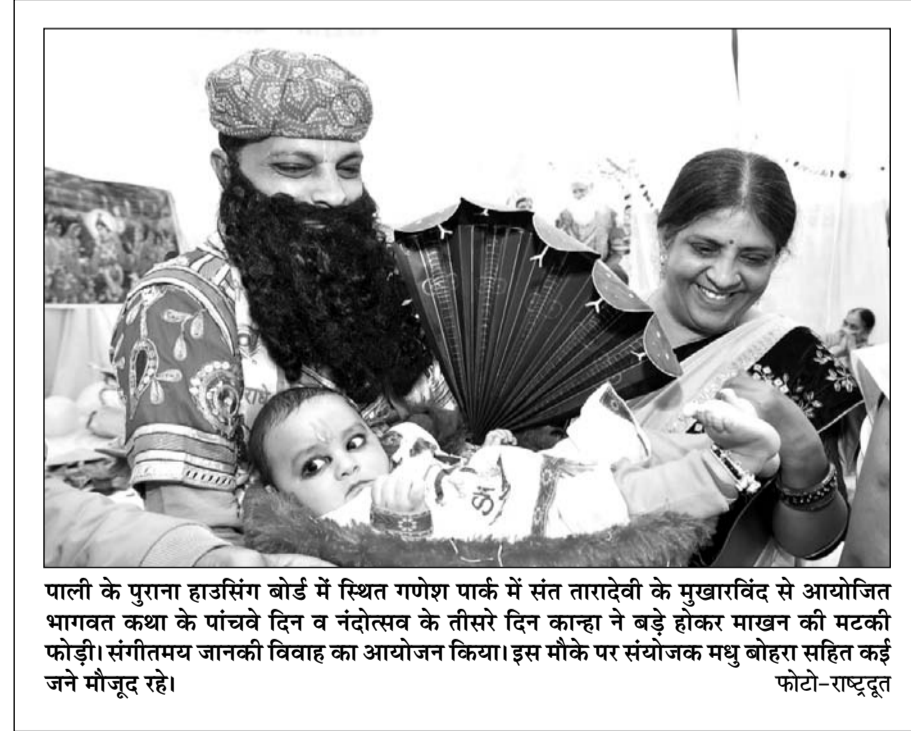 पाली के पुराना हाउसिंग बोर्ड में स्थित गणेश पार्क में संत तारादेवी के मुखारविंद से आयोजित
भागवत कथा के पांचवे दिन व नंदोत्सव के तीसरे दिन कान्हा ने बड़े होकर माखन की मटकी
फोड़ी। संगीतमय जानकी विवाह का आयोजन किया। इस मौके पर संयोजक मधु बोहरा सहित कई
जने मौजूद रहे। फोटो-राष्ट्रदूत